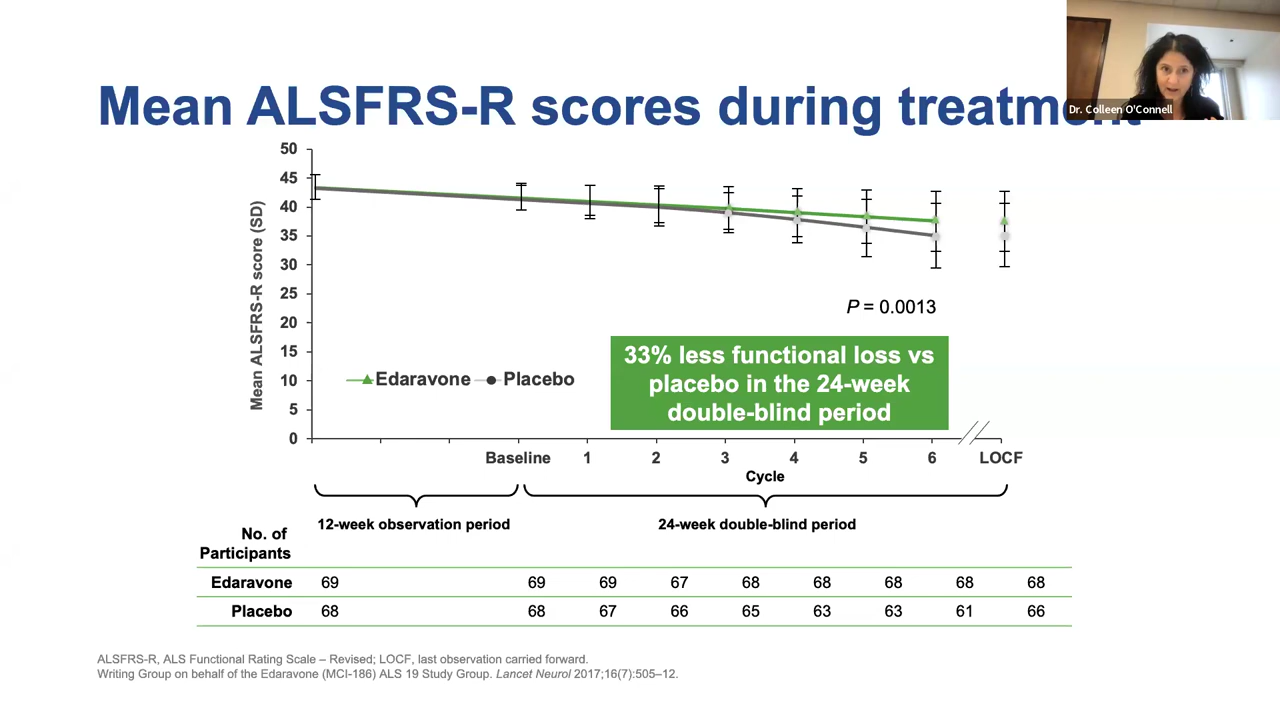 Mean ALSFRS-R scores during treatment
Dr. Colleen O'Connell
Mean ALSFRS-R score (SD)
50
45
40
35
30
25
20
15
10
5
0
P = 0.0013
33% less functional loss vs
placebo in the 24-week
double-blind period
Edaravone Placebo
Baseline 1 2 3 4 5 6 LOCF
Cycle
12-week observation period 24-week double-blind period
No. of
Participants
Edaravone 69 69 69 67 68 68 68 68 68
Placebo 68 68 67 66 65 63 63 61 66
ALSFRS-R, ALS Functional Rating Scale – Revised; LOCF, last observation carried forward.
Writing Group on behalf of the Edaravone (MCI-186) ALS 19 Study Group. Lancet Neurol 2017;16(7):505–12.